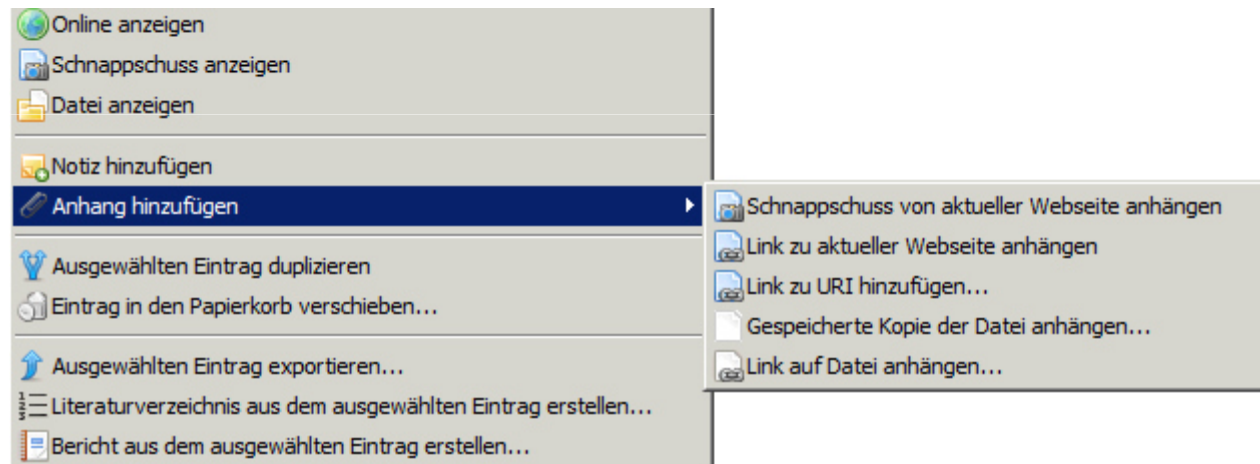 Online anzeigen
Schnappschuss anzeigen
Datei anzeigen
Notiz hinzufügen
Anhang hinzufügen
Schnappschuss von aktueller Webseite anhängen
Link zu aktueller Webseite anhängen
Link zu URI hinzufügen...
Gespeicherte Kopie der Datei anhängen...
Link auf Datei anhängen...
Ausgewählten Eintrag duplizieren
Eintrag in den Papierkorb verschieben...
Ausgewählten Eintrag exportieren...
Literaturverzeichnis aus dem ausgewählten Eintrag erstellen...
Bericht aus dem ausgewählten Eintrag erstellen...